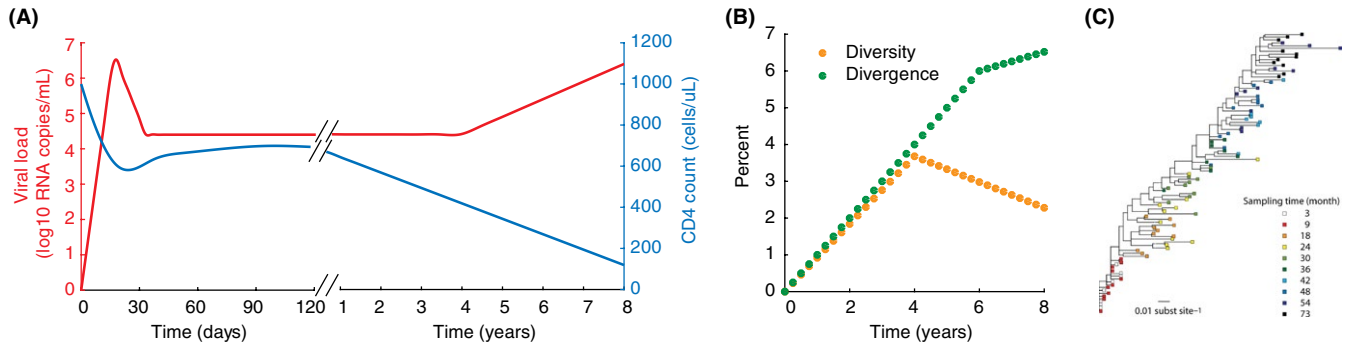 (A)
Viral load
(log10 RNA copies/mL)
7
6
5
4
3
2
1
0
0 30 60 90 120 1 2 3 4 5 6 7 8
Time (days)
Time (years)
1200
1000
800
600
400
200
0
CD4 count (cells/uL)
(B)
Diversity
Divergence
Percent
7
6
5
4
3
2
1
0
0 2 4 6 8
Time (years)
(C)
Sampling time (month)
3
9
18
24
30
36
42
48
54
73
0.01 subst site⁻¹